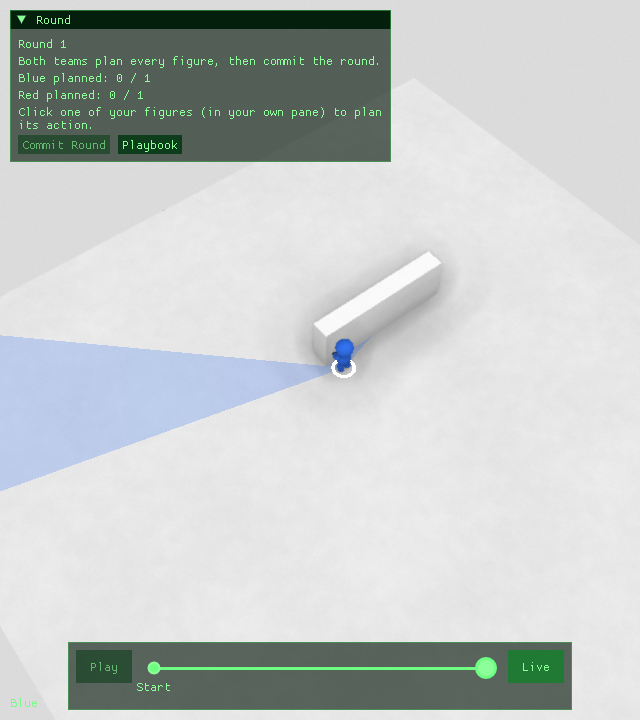 Round
Round 1
Both teams plan every figure, then commit the round.
Blue planned: 0 / 1
Red planned: 0 / 1
Click one of your figures (in your own pane) to plan
its action.
Commit Round Playbook
Play Live
Start
Blue